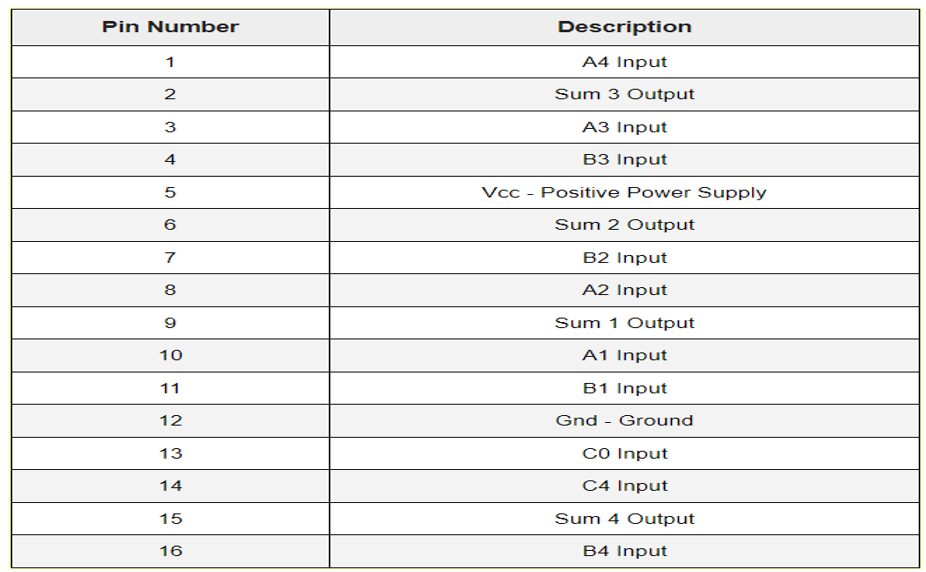 Pin Number Description
1 A4 Input
2 Sum 3 Output
3 A3 Input
4 B3 Input
5 Vcc - Positive Power Supply
6 Sum 2 Output
7 B2 Input
8 A2 Input
9 Sum 1 Output
10 A1 Input
11 B1 Input
12 Gnd - Ground
13 C0 Input
14 C4 Input
15 Sum 4 Output
16 B4 Input